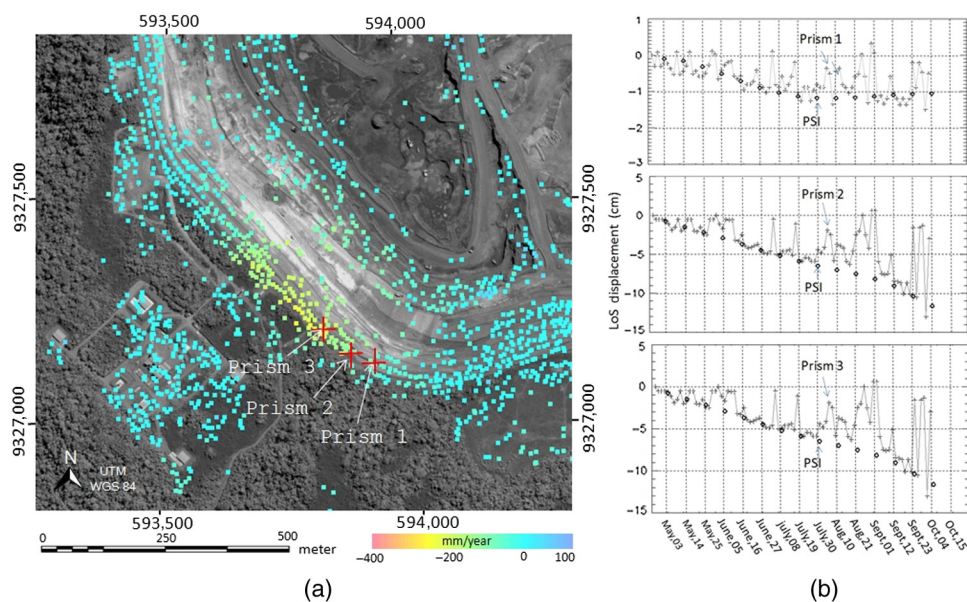 593,500
594,000
9327,500
9327,000
9327,500
9327,000
Prism 3
Prism 2
Prism 1
N
UTM
WGS 84
593,500
594,000
0
250
500
meter
mm/year
−400
−200
0
100
(a)
LoS displacement (cm)
1
0
−1
−2
−3
Prism 1
PSI
5
0
−5
−10
−15
Prism 2
PSI
5
0
−5
−10
−15
Prism 3
PSI
May,03
May,14
May,25
June,05
June,16
June,27
July,08
July,19
July,30
Aug,10
Aug,21
Sept,01
Sept,12
Sept,23
Oct,04
Oct,15
(b)